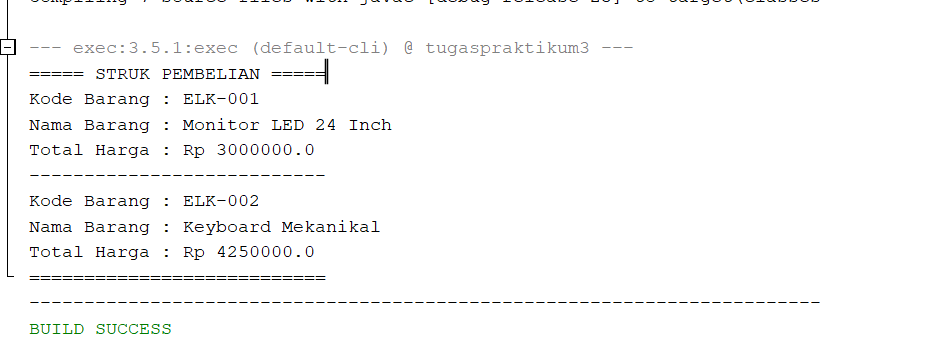 --- exec:3.5.1:exec (default-cli) @ tugaspraktikum3 ---
===== STRUK PEMBELIAN =====
Kode Barang : ELK-001
Nama Barang : Monitor LED 24 Inch
Total Harga : Rp 3000000.0
---------------------------
Kode Barang : ELK-002
Nama Barang : Keyboard Mekanikal
Total Harga : Rp 4250000.0
===========================
------------------------------------------------------------------------
BUILD SUCCESS